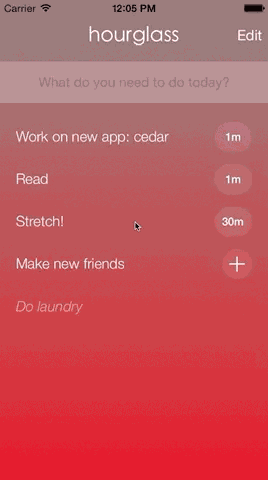 Carrier 12:05 PM
hourglass Edit
What do you need to do today?
Work on new app: cedar 1m
Read 1m
Stretch! 30m
Make new friends +
Do laundry